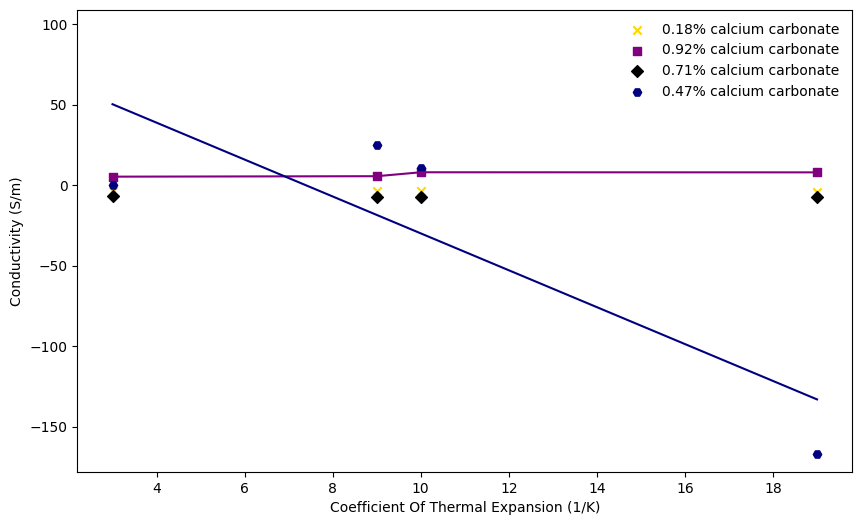 100
50
0
−50
−100
−150
4
6
8
10
12
14
16
18
Conductivity (S/m)
Coefficient Of Thermal Expansion (1/K)
0.18% calcium carbonate
0.92% calcium carbonate
0.71% calcium carbonate
0.47% calcium carbonate